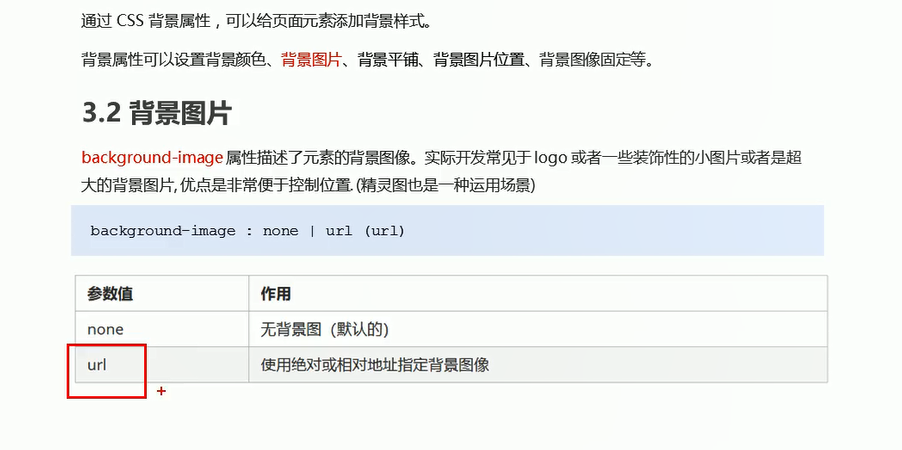 通过 CSS 背景属性，可以给页面元素添加背景样式。
背景属性可以设置背景颜色、背景图片、背景平铺、背景图片位置、背景图像固定等。
3.2 背景图片
background-image 属性描述了元素的背景图像。实际开发常见于 logo 或者一些装饰性的小图片或者是超
大的背景图片, 优点是非常便于控制位置. (精灵图也是一种运用场景)
background-image : none | url (url)
参数值 作用
none 无背景图（默认的）
url 使用绝对或相对地址指定背景图像